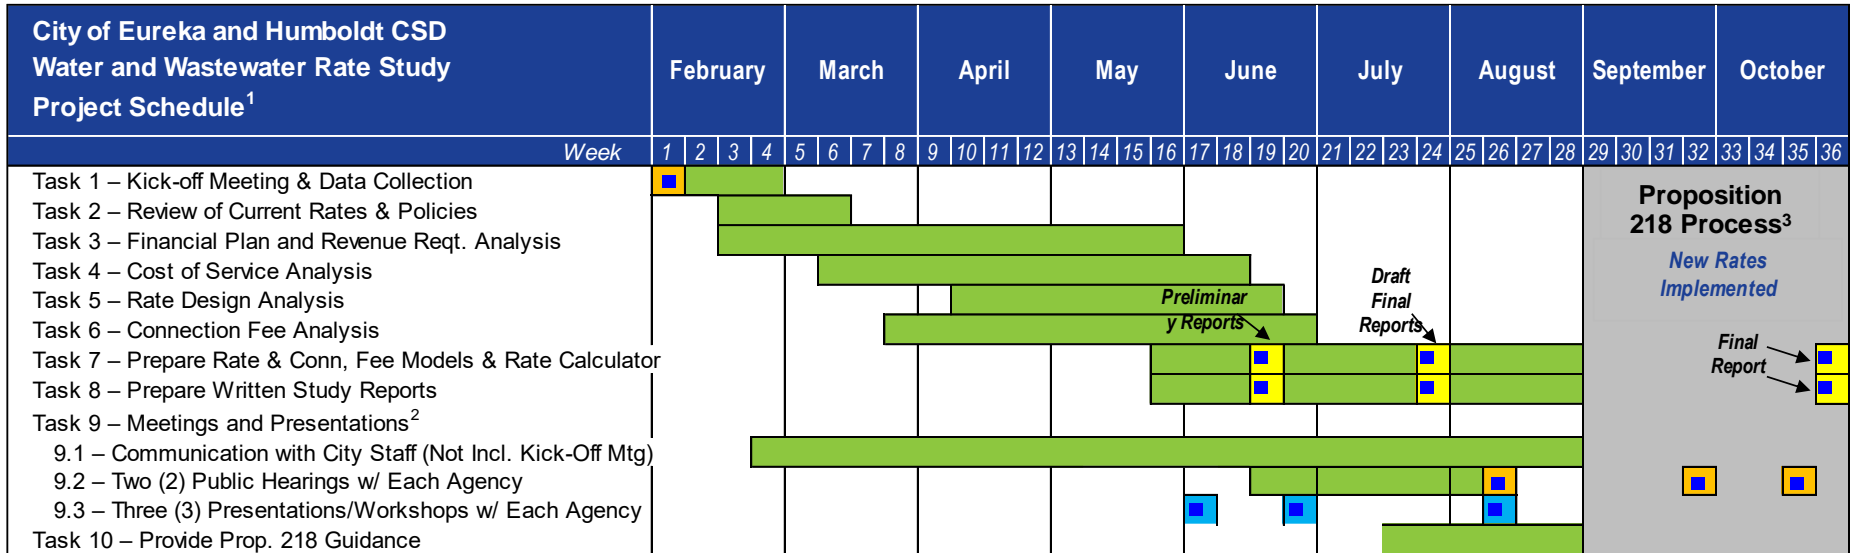 City of Eureka and Humboldt CSD
Water and Wastewater Rate Study
Project Schedule1
February March April May June July August September October
Week 1 2 3 4 5 6 7 8 9 10 11 12 13 14 15 16 17 18 19 20 21 22 23 24 25 26 27 28 29 30 31 32 33 34 35 36
Task 1 – Kick-off Meeting & Data Collection
Task 2 – Review of Current Rates & Policies
Task 3 – Financial Plan and Revenue Reqt. Analysis
Task 4 – Cost of Service Analysis
Task 5 – Rate Design Analysis
Task 6 – Connection Fee Analysis
Task 7 – Prepare Rate & Conn, Fee Models & Rate Calculator
Task 8 – Prepare Written Study Reports
Task 9 – Meetings and Presentations2
9.1 – Communication with City Staff (Not Incl. Kick-Off Mtg)
9.2 – Two (2) Public Hearings w/ Each Agency
9.3 – Three (3) Presentations/Workshops w/ Each Agency
Task 10 – Provide Prop. 218 Guidance
Preliminar
y Reports
Draft
Final
Reports
Proposition
218 Process3
New Rates
Implemented
Final
Report